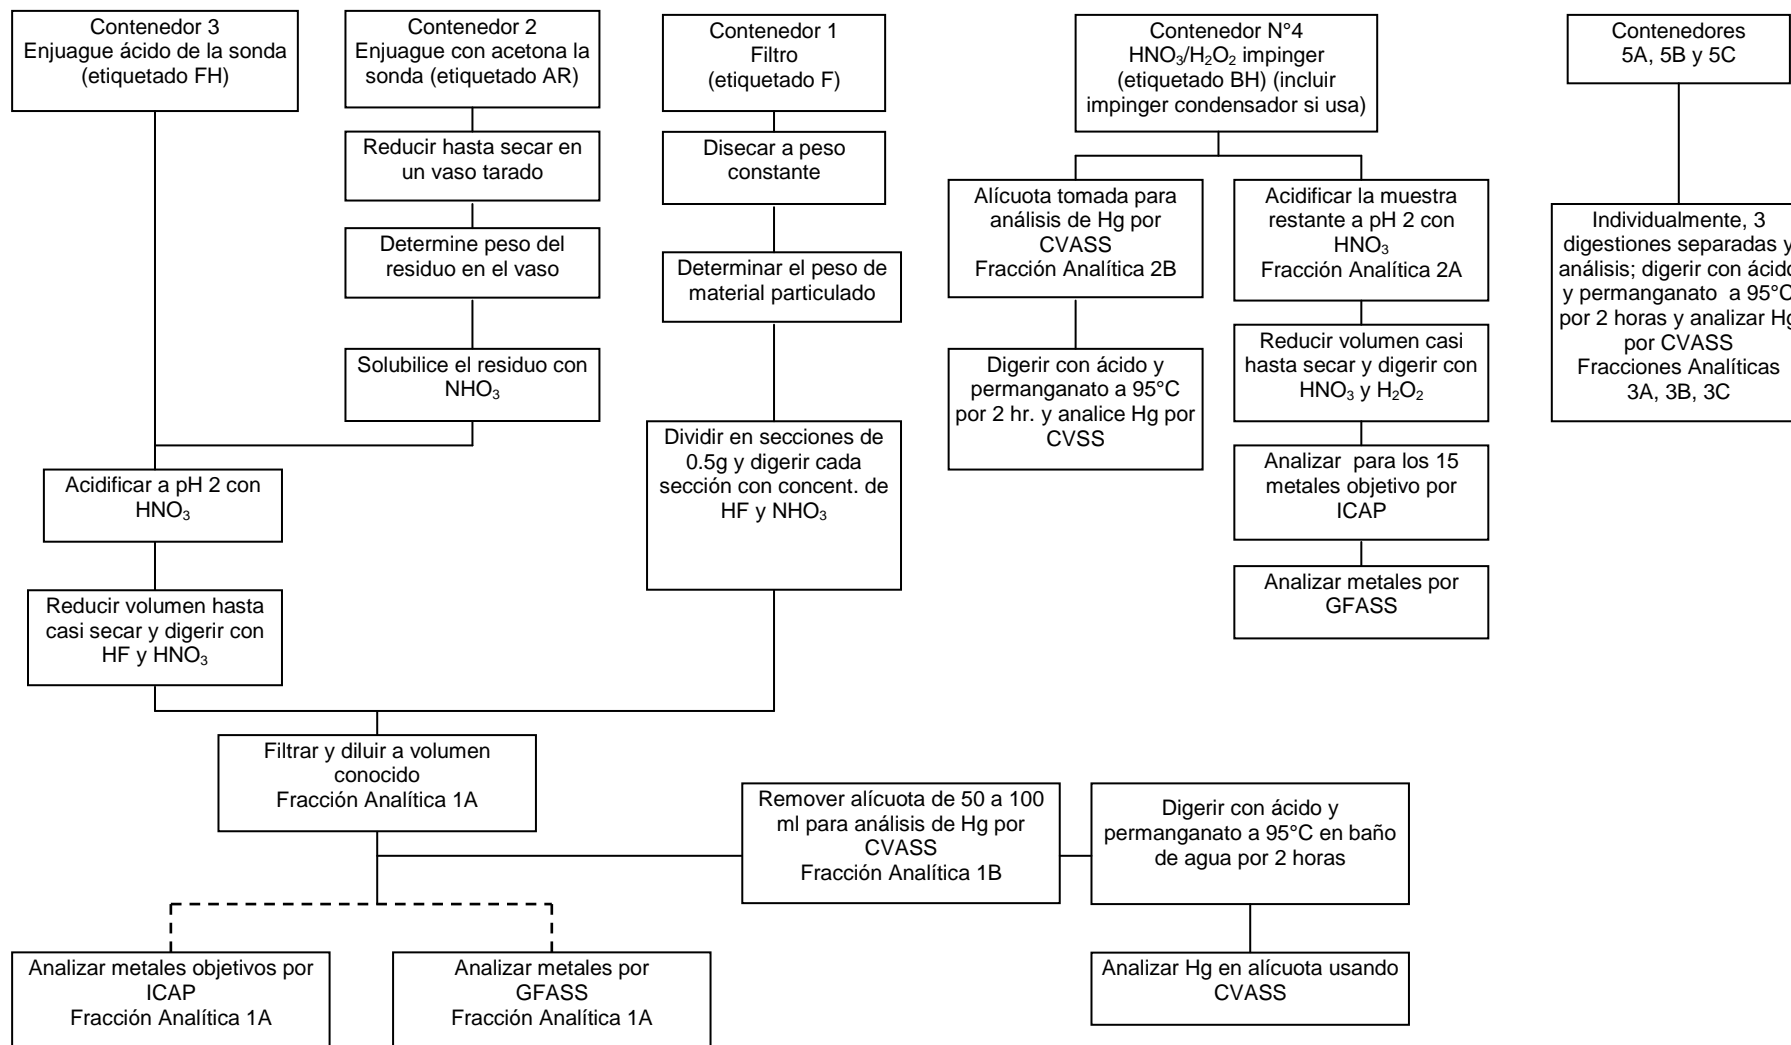 Contenedor 3
Enjuague ácido de la sonda
(etiquetado FH)
Contenedor 2
Enjuague con acetona la
sonda (etiquetado AR)
Contenedor 1
Filtro
(etiquetado F)
Contenedor N°4
HNO₃/H₂O₂ impinger
(etiquetado BH) (incluir
impinger condensador si usa)
Contenedores
5A, 5B y 5C
Reducir hasta secar en
un vaso tarado
Disecar a peso
constante
Alícuota tomada para
análisis de Hg por
CVASS
Fracción Analítica 2B
Acidificar la muestra
restante a pH 2 con
HNO₃
Fracción Analítica 2A
Individualmente, 3
digestiones separadas y
análisis; digerir con ácido
y permanganato a 95°C
por 2 horas y analizar Hg
por CVASS
Fracciones Analíticas
3A, 3B, 3C
Determine peso del
residuo en el vaso
Determinar el peso de
material particulado
Solubilice el residuo con
NHO₃
Digerir con ácido y
permanganato a 95°C
por 2 hr. y analice Hg por
CVSS
Reducir volumen casi
hasta secar y digerir con
HNO₃ y H₂O₂
Dividir en secciones de
0.5g y digerir cada
sección con concent. de
HF y NHO₃
Analizar para los 15
metales objetivo por
ICAP
Acidificar a pH 2 con
HNO₃
Analizar metales por
GFASS
Reducir volumen hasta
casi secar y digerir con
HF y HNO₃
Filtrar y diluir a volumen
conocido
Fracción Analítica 1A
Remover alícuota de 50 a 100
ml para análisis de Hg por
CVASS
Fracción Analítica 1B
Digerir con ácido y
permanganato a 95°C en baño
de agua por 2 horas
Analizar metales objetivos por
ICAP
Fracción Analítica 1A
Analizar metales por
GFASS
Fracción Analítica 1A
Analizar Hg en alícuota usando
CVASS